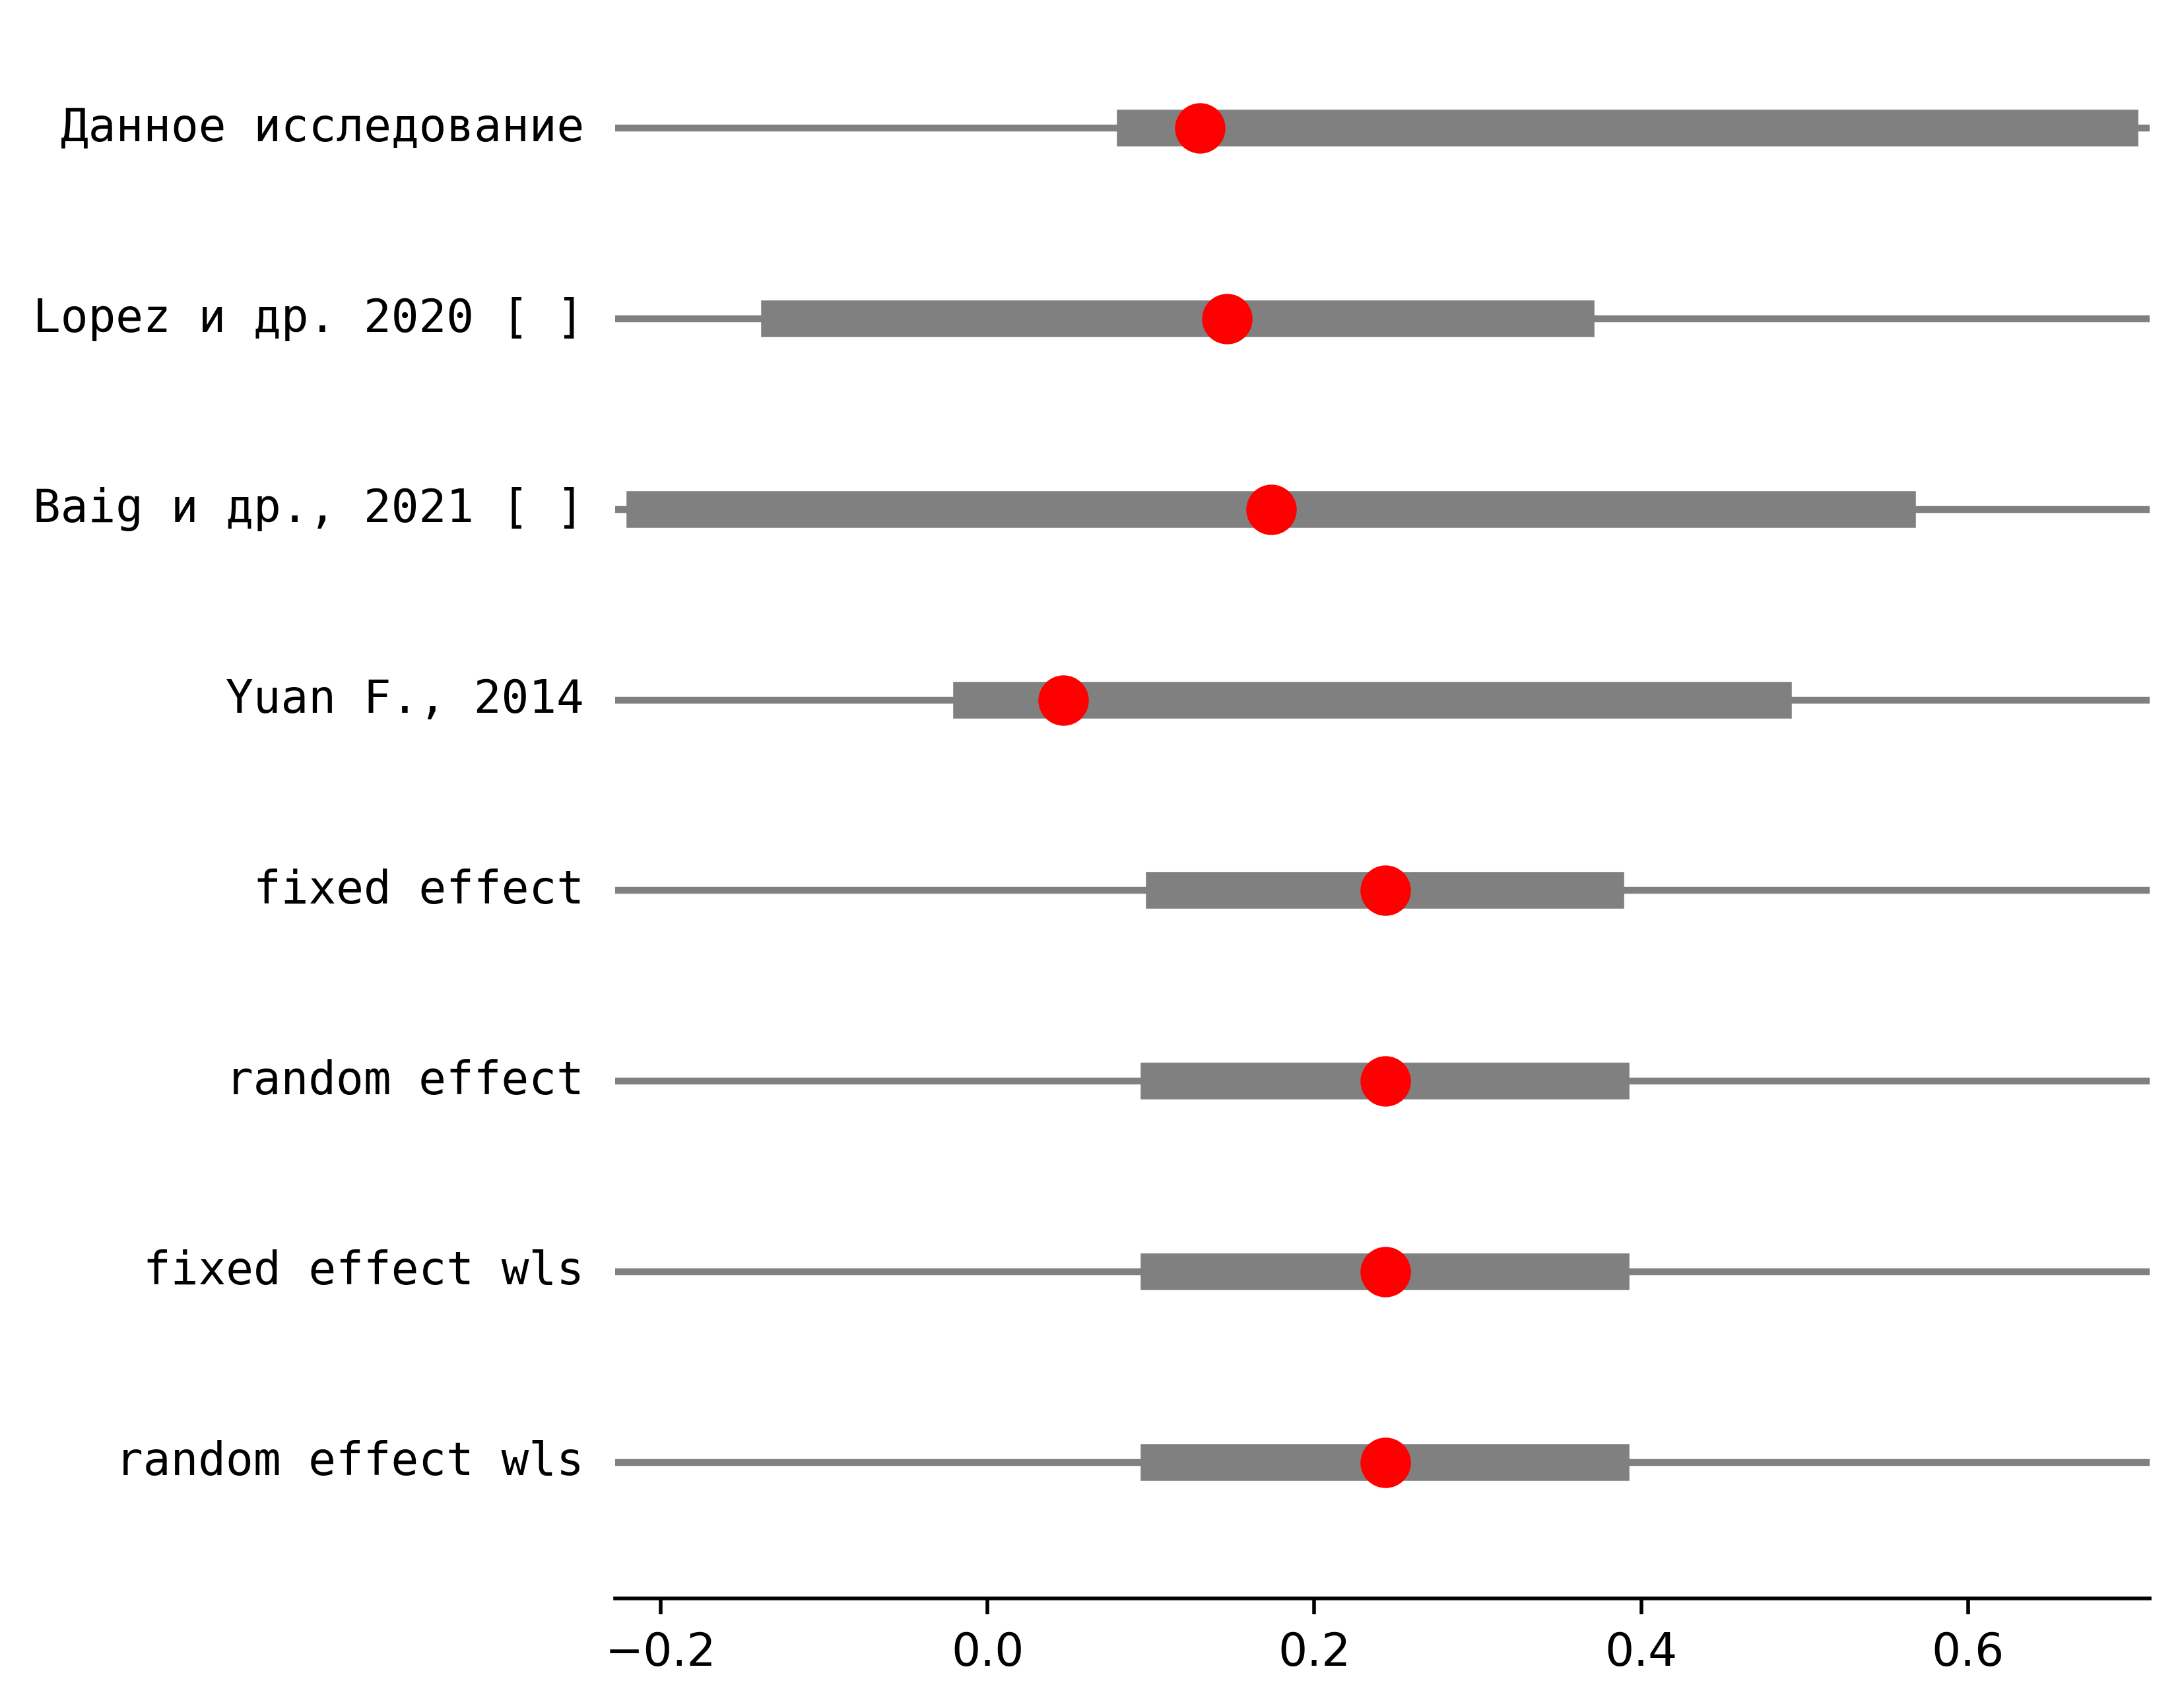 Данное исследование
Lopez и др. 2020 [ ]
Baig и др., 2021 [ ]
Yuan F., 2014
fixed effect
random effect
fixed effect wls
random effect wls
−0.2 0.0 0.2 0.4 0.6